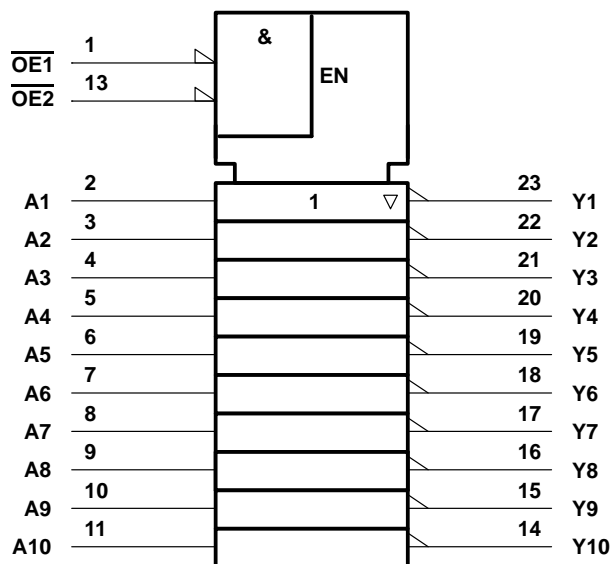 &
1
OE1
EN
13
OE2
2 23
A1 1 ▽ Y1
3 22
A2 Y2
4 21
A3 Y3
5 20
A4 Y4
6 19
A5 Y5
7 18
A6 Y6
8 17
A7 Y7
9 16
A8 Y8
10 15
A9 Y9
11 14
A10 Y10